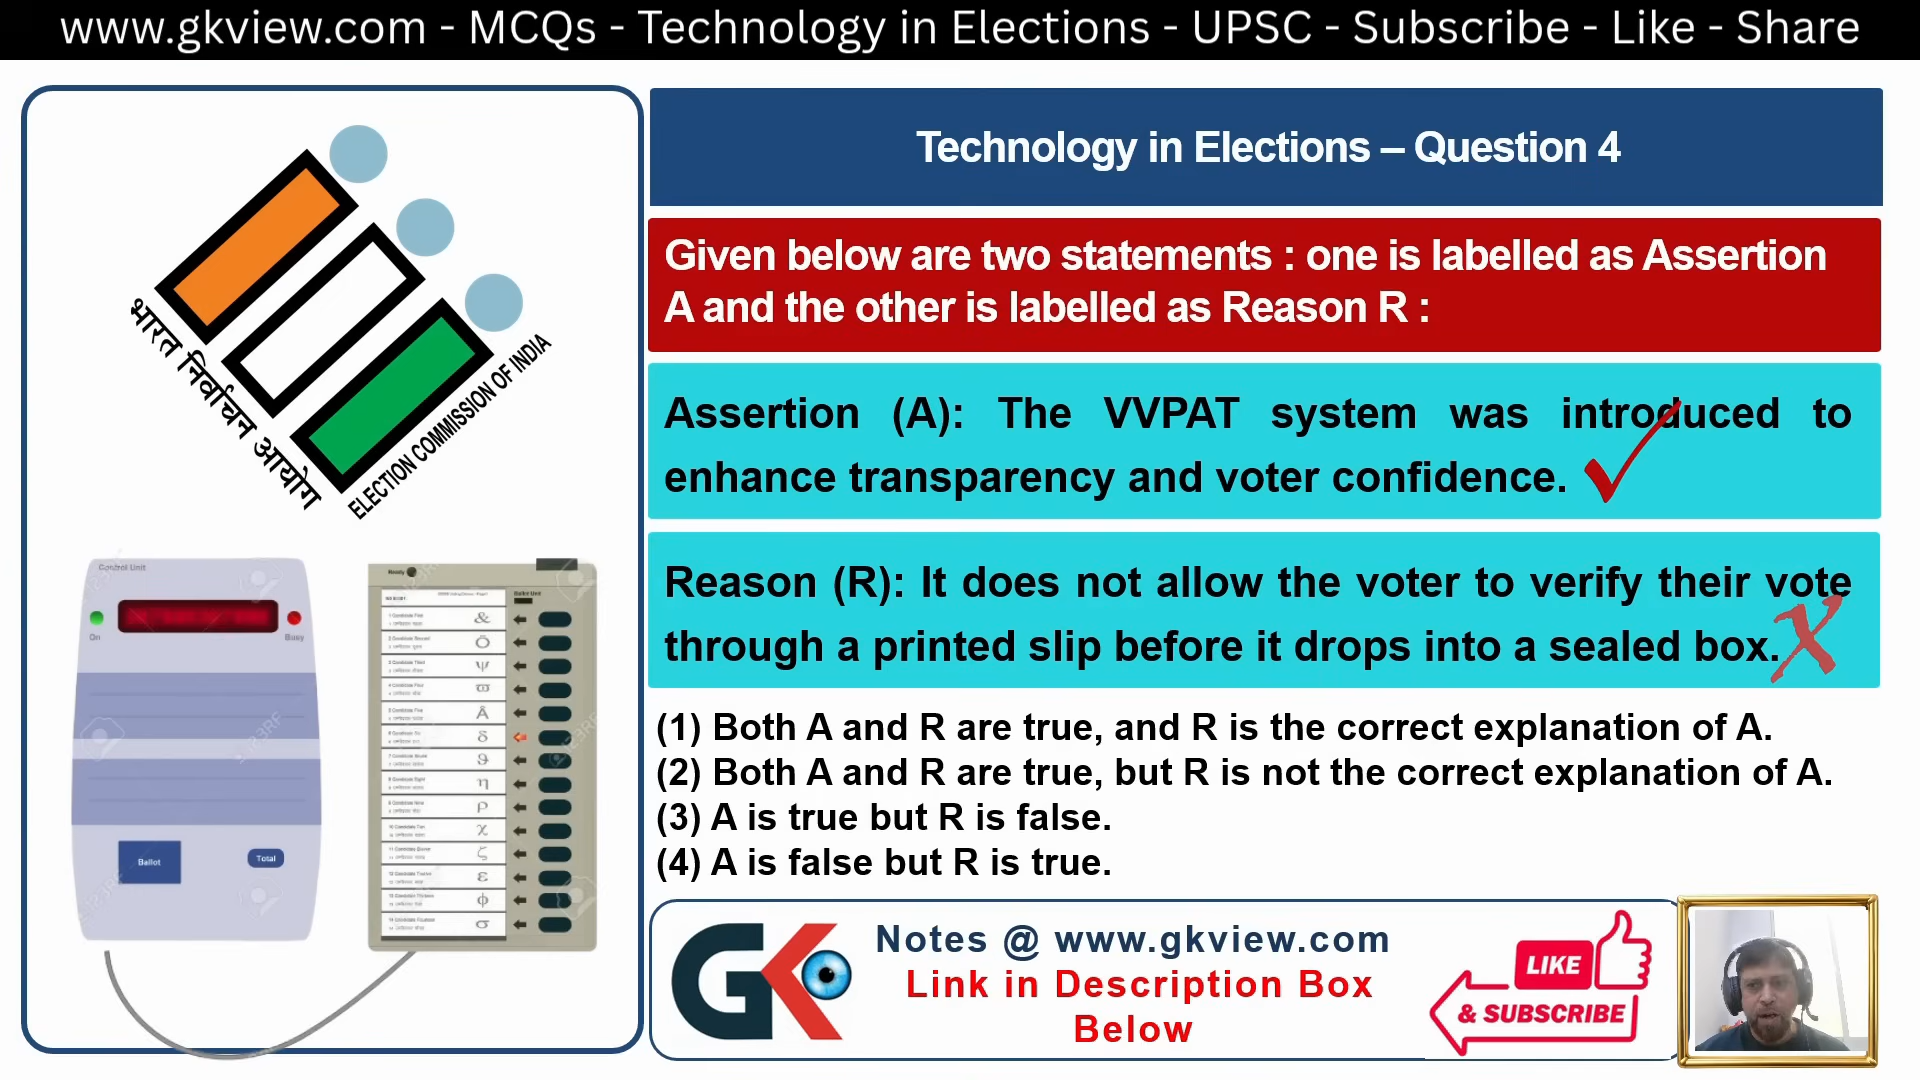 www.gkview.com - MCQs - Technology in Elections - UPSC - Subscribe - Like - Share
भारत निर्वाचन आयोग
ELECTION COMMISSION OF INDIA
Technology in Elections – Question 4
Given below are two statements : one is labelled as Assertion
A and the other is labelled as Reason R :
Assertion (A): The VVPAT system was introduced to
enhance transparency and voter confidence.
Reason (R): It does not allow the voter to verify their vote
through a printed slip before it drops into a sealed box.
(1) Both A and R are true, and R is the correct explanation of A.
(2) Both A and R are true, but R is not the correct explanation of A.
(3) A is true but R is false.
(4) A is false but R is true.
Control Unit
On
Busy
Ballot
Total
Ready
Ballot Unit
&
Ō
Ψ
ϖ
Â
δ
ϑ
η
ρ
χ
ζ
ε
ϕ
σ
GK
Notes @ www.gkview.com
Link in Description Box
Below
LIKE
& SUBSCRIBE